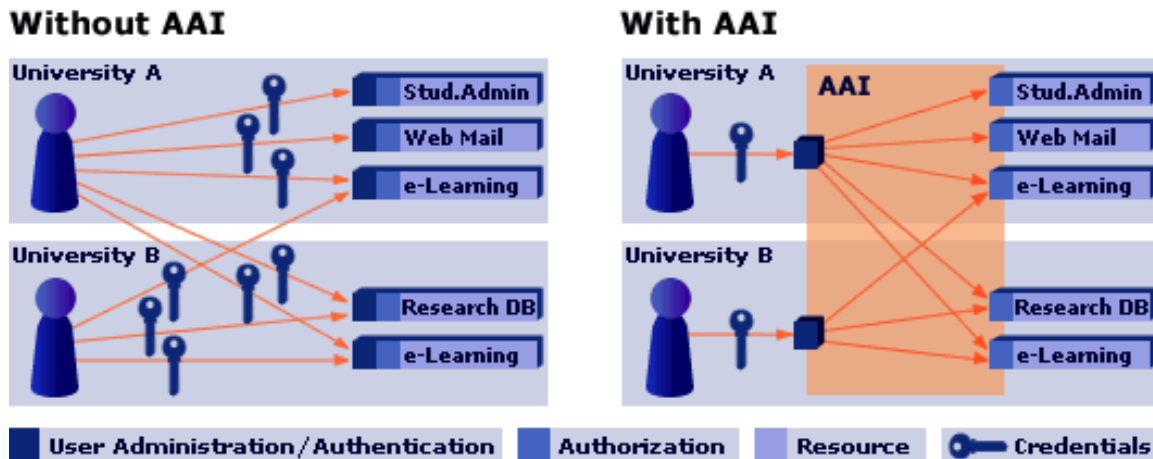 Without AAI
University A
Stud.Admin
Web Mail
e-Learning
University B
Research DB
e-Learning
With AAI
University A
AAI
Stud.Admin
Web Mail
e-Learning
University B
Research DB
e-Learning
User Administration/Authentication
Authorization
Resource
Credentials